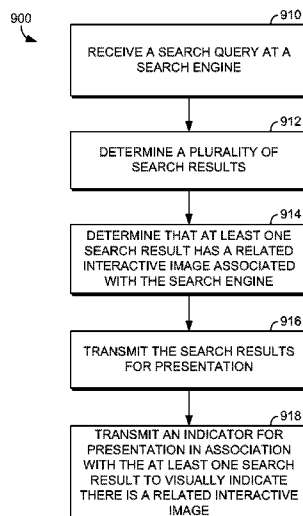 900
910
RECEIVE A SEARCH QUERY AT A
SEARCH ENGINE
912
DETERMINE A PLURALITY OF
SEARCH RESULTS
914
DETERMINE THAT AT LEAST ONE
SEARCH RESULT HAS A RELATED
INTERACTIVE IMAGE ASSOCIATED
WITH THE SEARCH ENGINE
916
TRANSMIT THE SEARCH RESULTS
FOR PRESENTATION
918
TRANSMIT AN INDICATOR FOR
PRESENTATION IN ASSOCIATION
WITH THE AT LEAST ONE SEARCH
RESULT TO VISUALLY INDICATE
THERE IS A RELATED INTERACTIVE
IMAGE